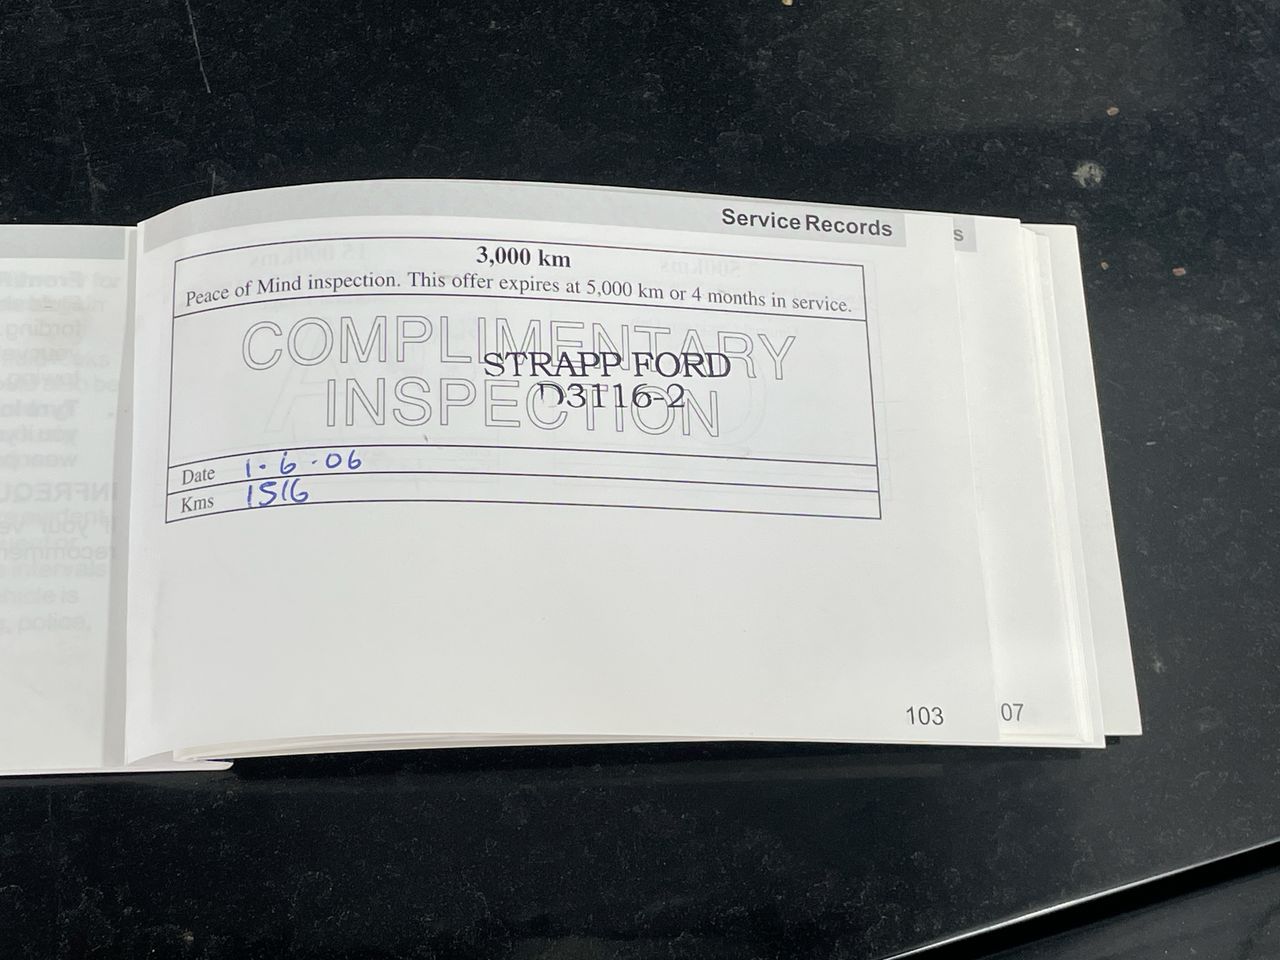 Service Records
s
3,000 km
Peace of Mind inspection. This offer expires at 5,000 km or 4 months in service.
COMPLIMENTARY
INSPECTION
STRAPP FORD
D3116-2
Date 1.6.06
Kms 1516
103
07